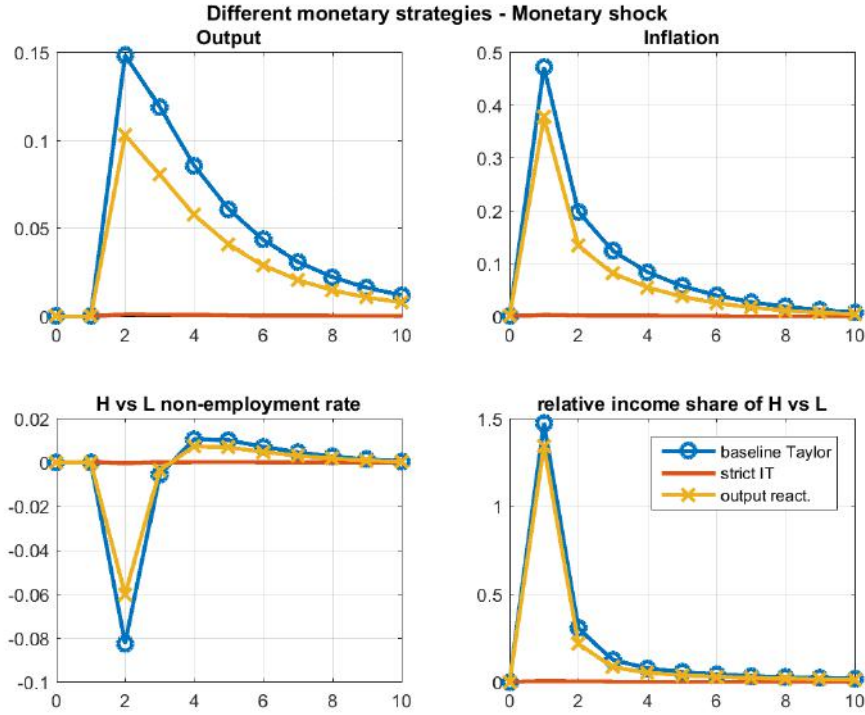 Different monetary strategies - Monetary shock
Output
0.15
0.1
0.05
0
0 2 4 6 8 10
Inflation
0.5
0.4
0.3
0.2
0.1
0
0 2 4 6 8 10
H vs L non-employment rate
0.02
0
-0.02
-0.04
-0.06
-0.08
-0.1
0 2 4 6 8 10
relative income share of H vs L
1.5
1
0.5
0
0 2 4 6 8 10
baseline Taylor
strict IT
output react.